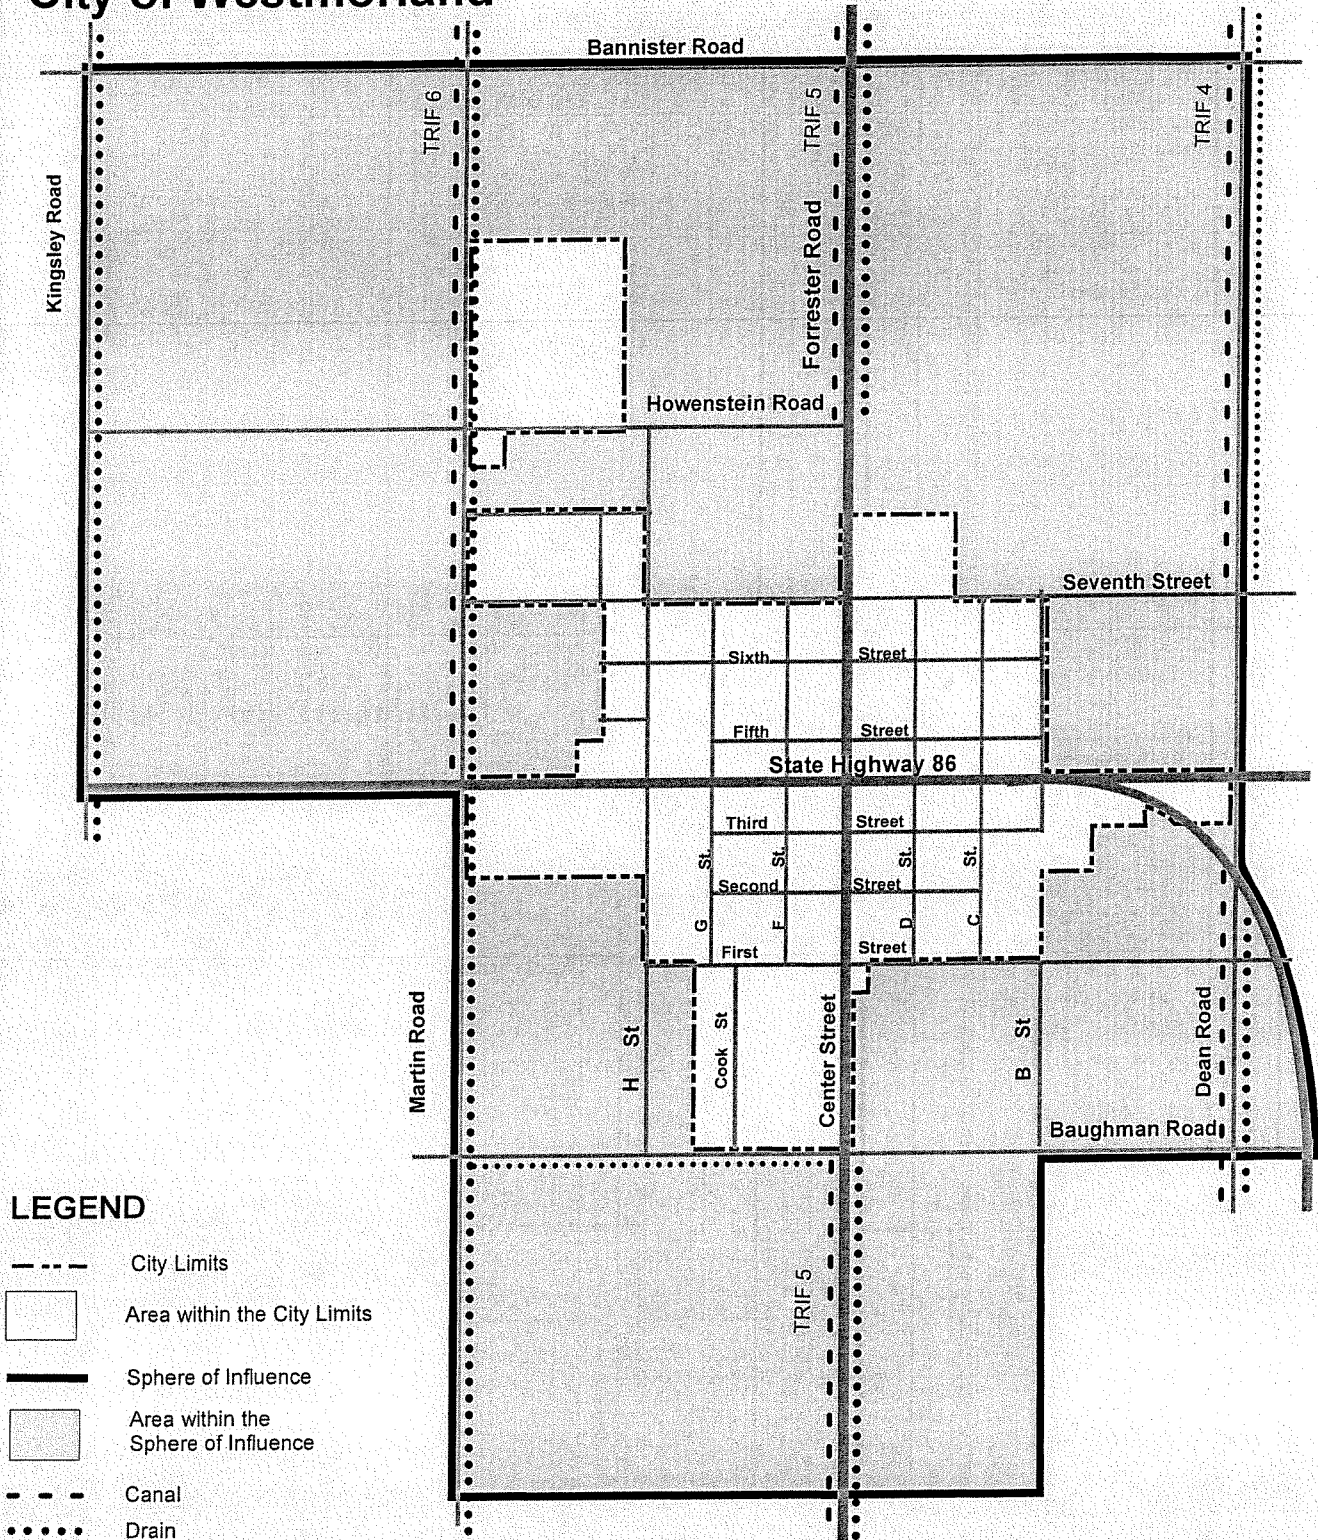 City of Westmorland
Bannister Road
TRIF 6
TRIF 5
TRIF 4
Kingsley Road
Forrester Road
Howenstein Road
Seventh Street
Sixth Street
Fifth Street
State Highway 86
Third Street
G St.
F St.
D St.
C St.
Second Street
First Street
Martin Road
H St
Cook St
Center Street
B St
Dean Road
Baughman Road
TRIF 5
LEGEND
City Limits
Area within the City Limits
Sphere of Influence
Area within the
Sphere of Influence
Canal
Drain